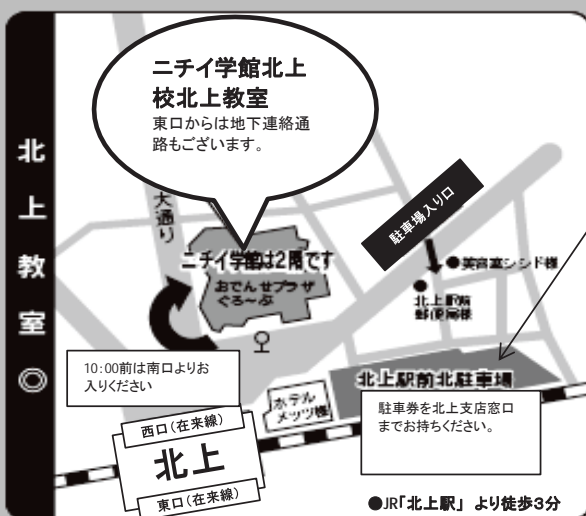 北上教室◎
ニチイ学館北上
校北上教室
東口からは地下連絡通
路もございます。
大通り
駐車場入り口
ニチイ学館は2階です
おでんせプラザ
ぐろ～ぶ
●美容室シシド様
●
北上駅前
郵便局様
10:00前は南口よりお
入りください
北上駅前北駐車場
ホテル
メッツ様
駐車券を北上支店窓口
までお持ちください。
西口(在来線)
北上
東口(在来線)
●JR「北上駅」より徒歩3分